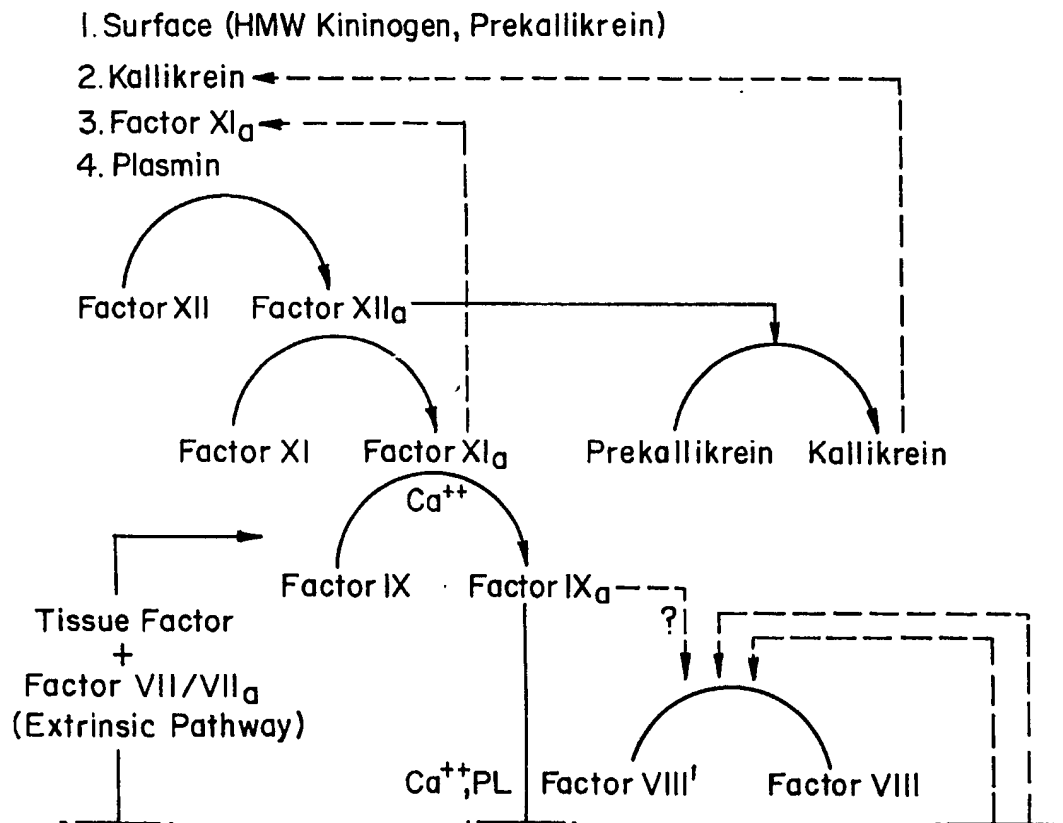 1. Surface (HMW Kininogen, Prekallikrein)
2. Kallikrein
3. Factor XIa
4. Plasmin
Factor XII Factor XIIa
Factor XI Factor XIa Prekallikrein Kallikrein
Ca++
Factor IX Factor IXa
?
Tissue Factor
+
Factor VII/VIIa
(Extrinsic Pathway)
Ca++,PL Factor VIII' Factor VIII